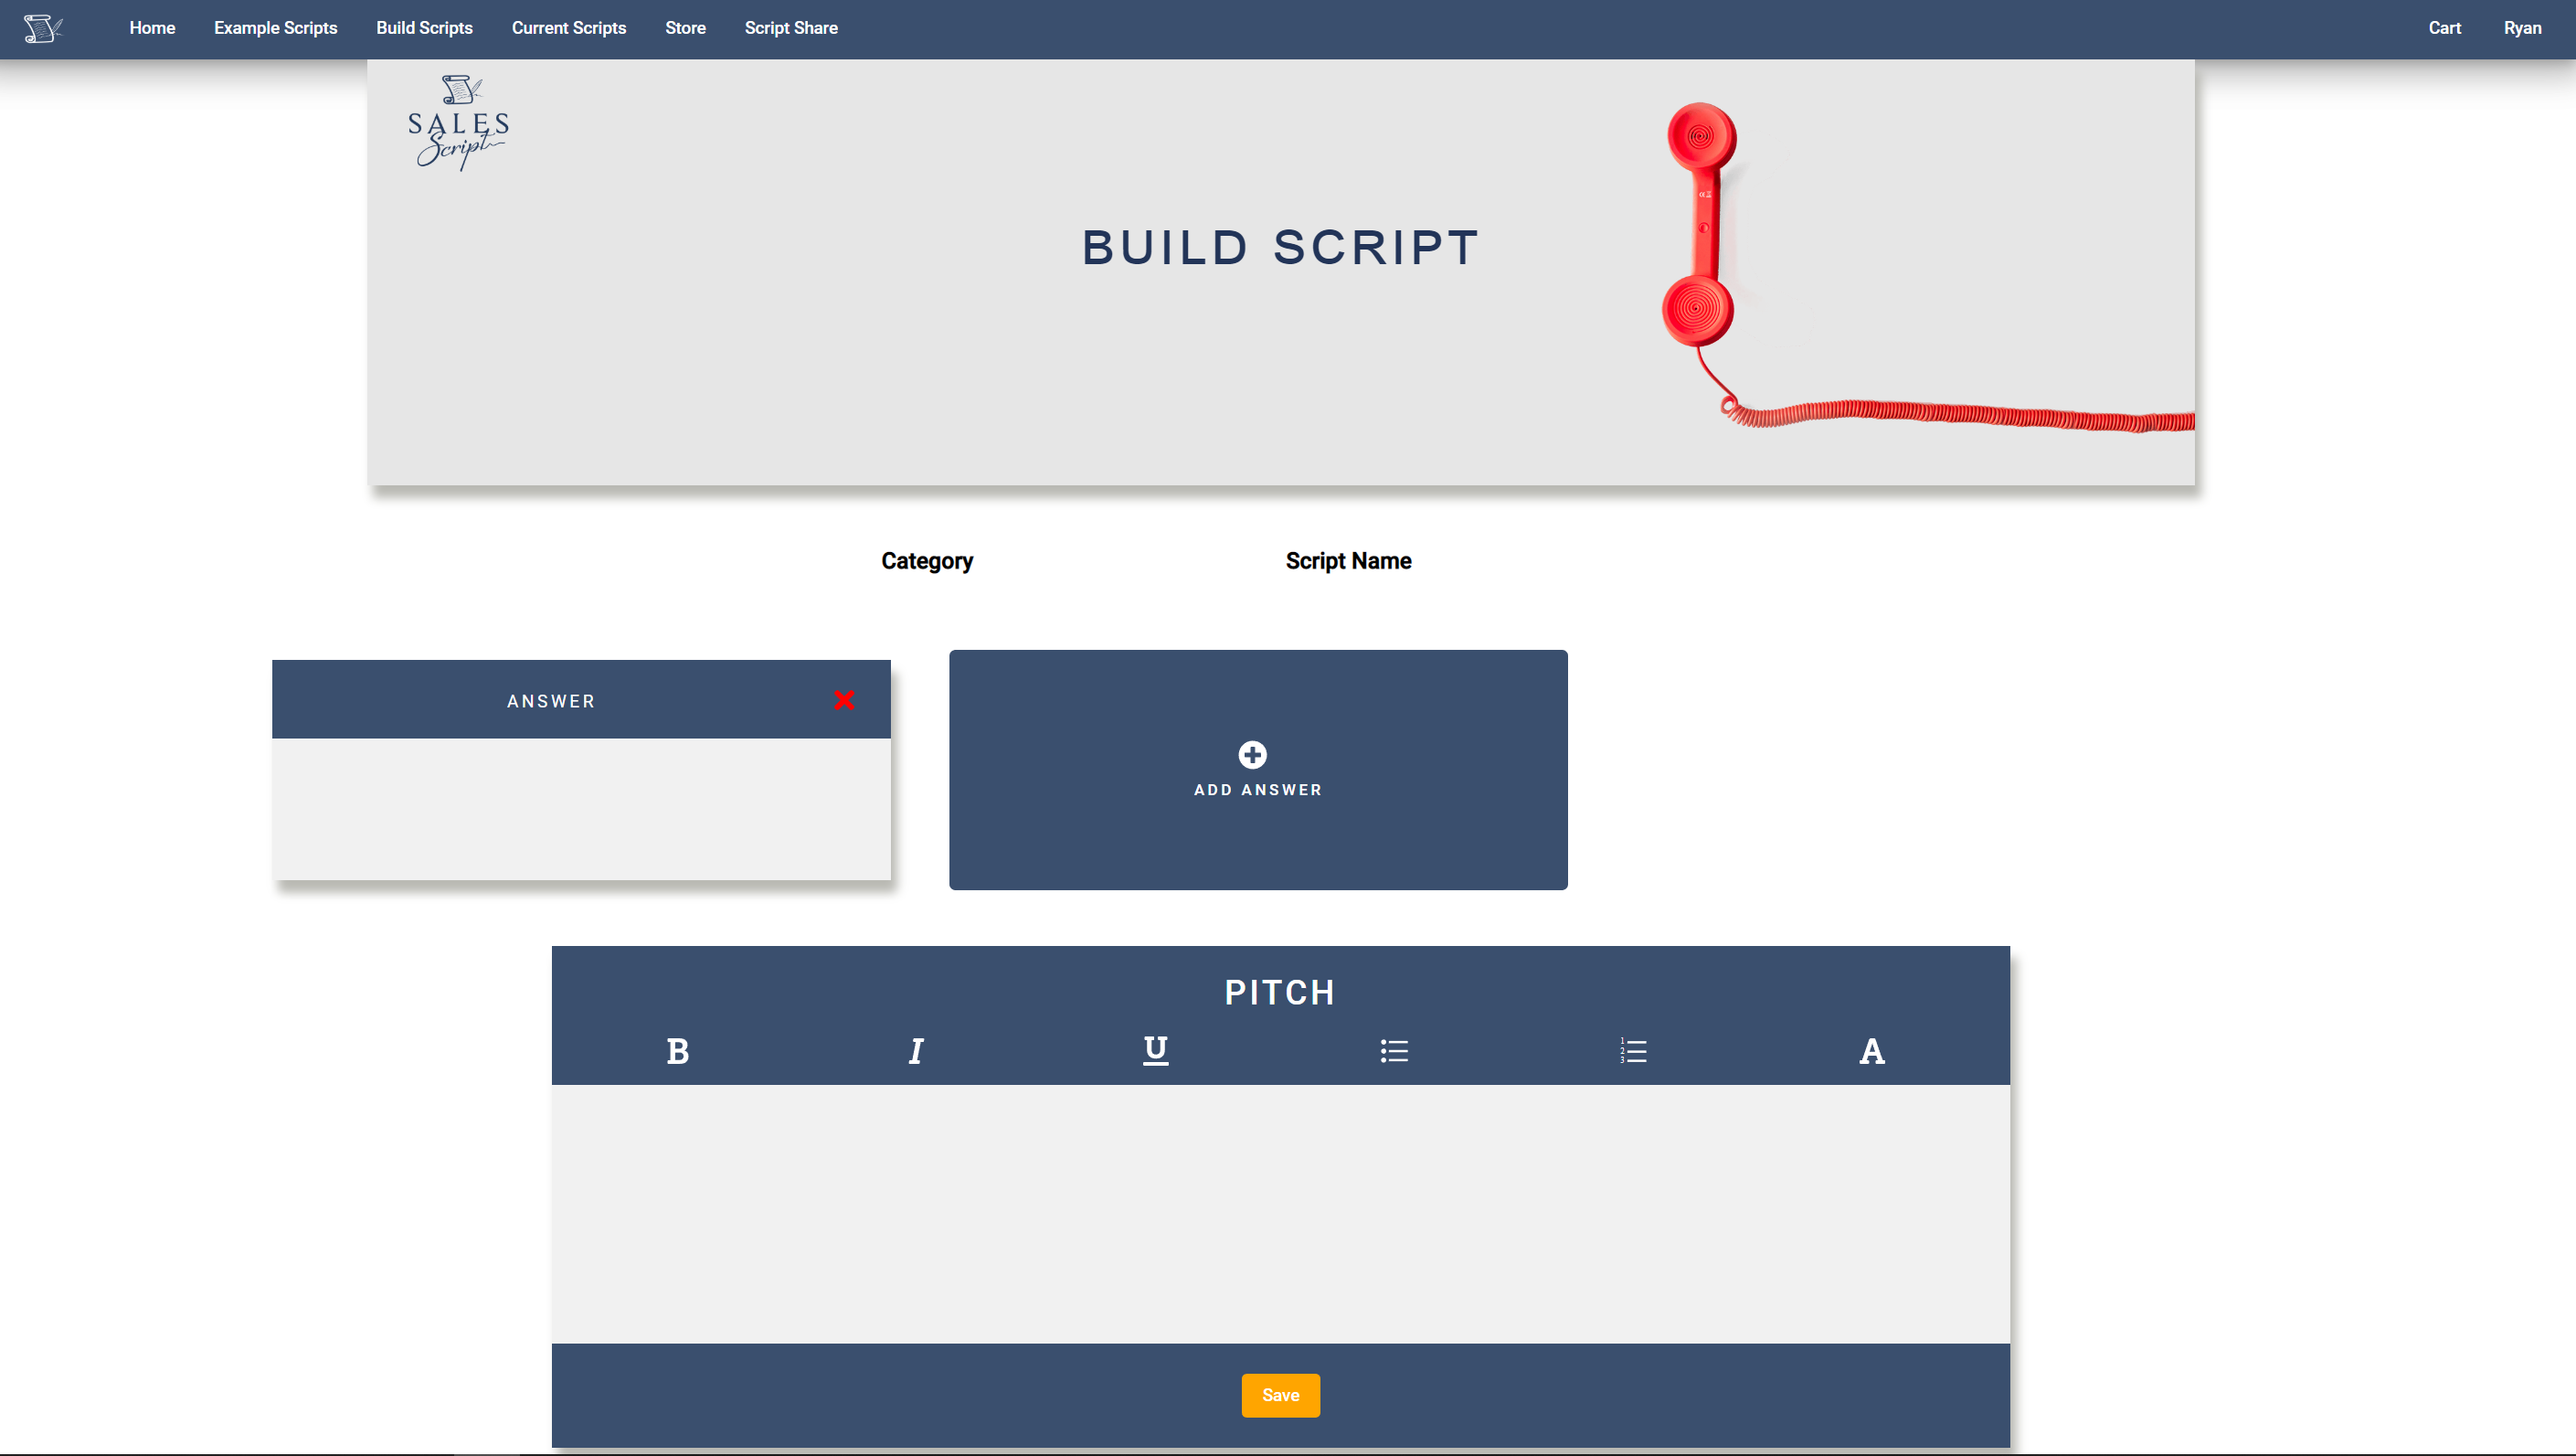 Home Example Scripts Build Scripts Current Scripts Store Script Share Cart Ryan
SALES
Script
BUILD SCRIPT
Category Script Name
ANSWER
ADD ANSWER
PITCH
B I U A
Save